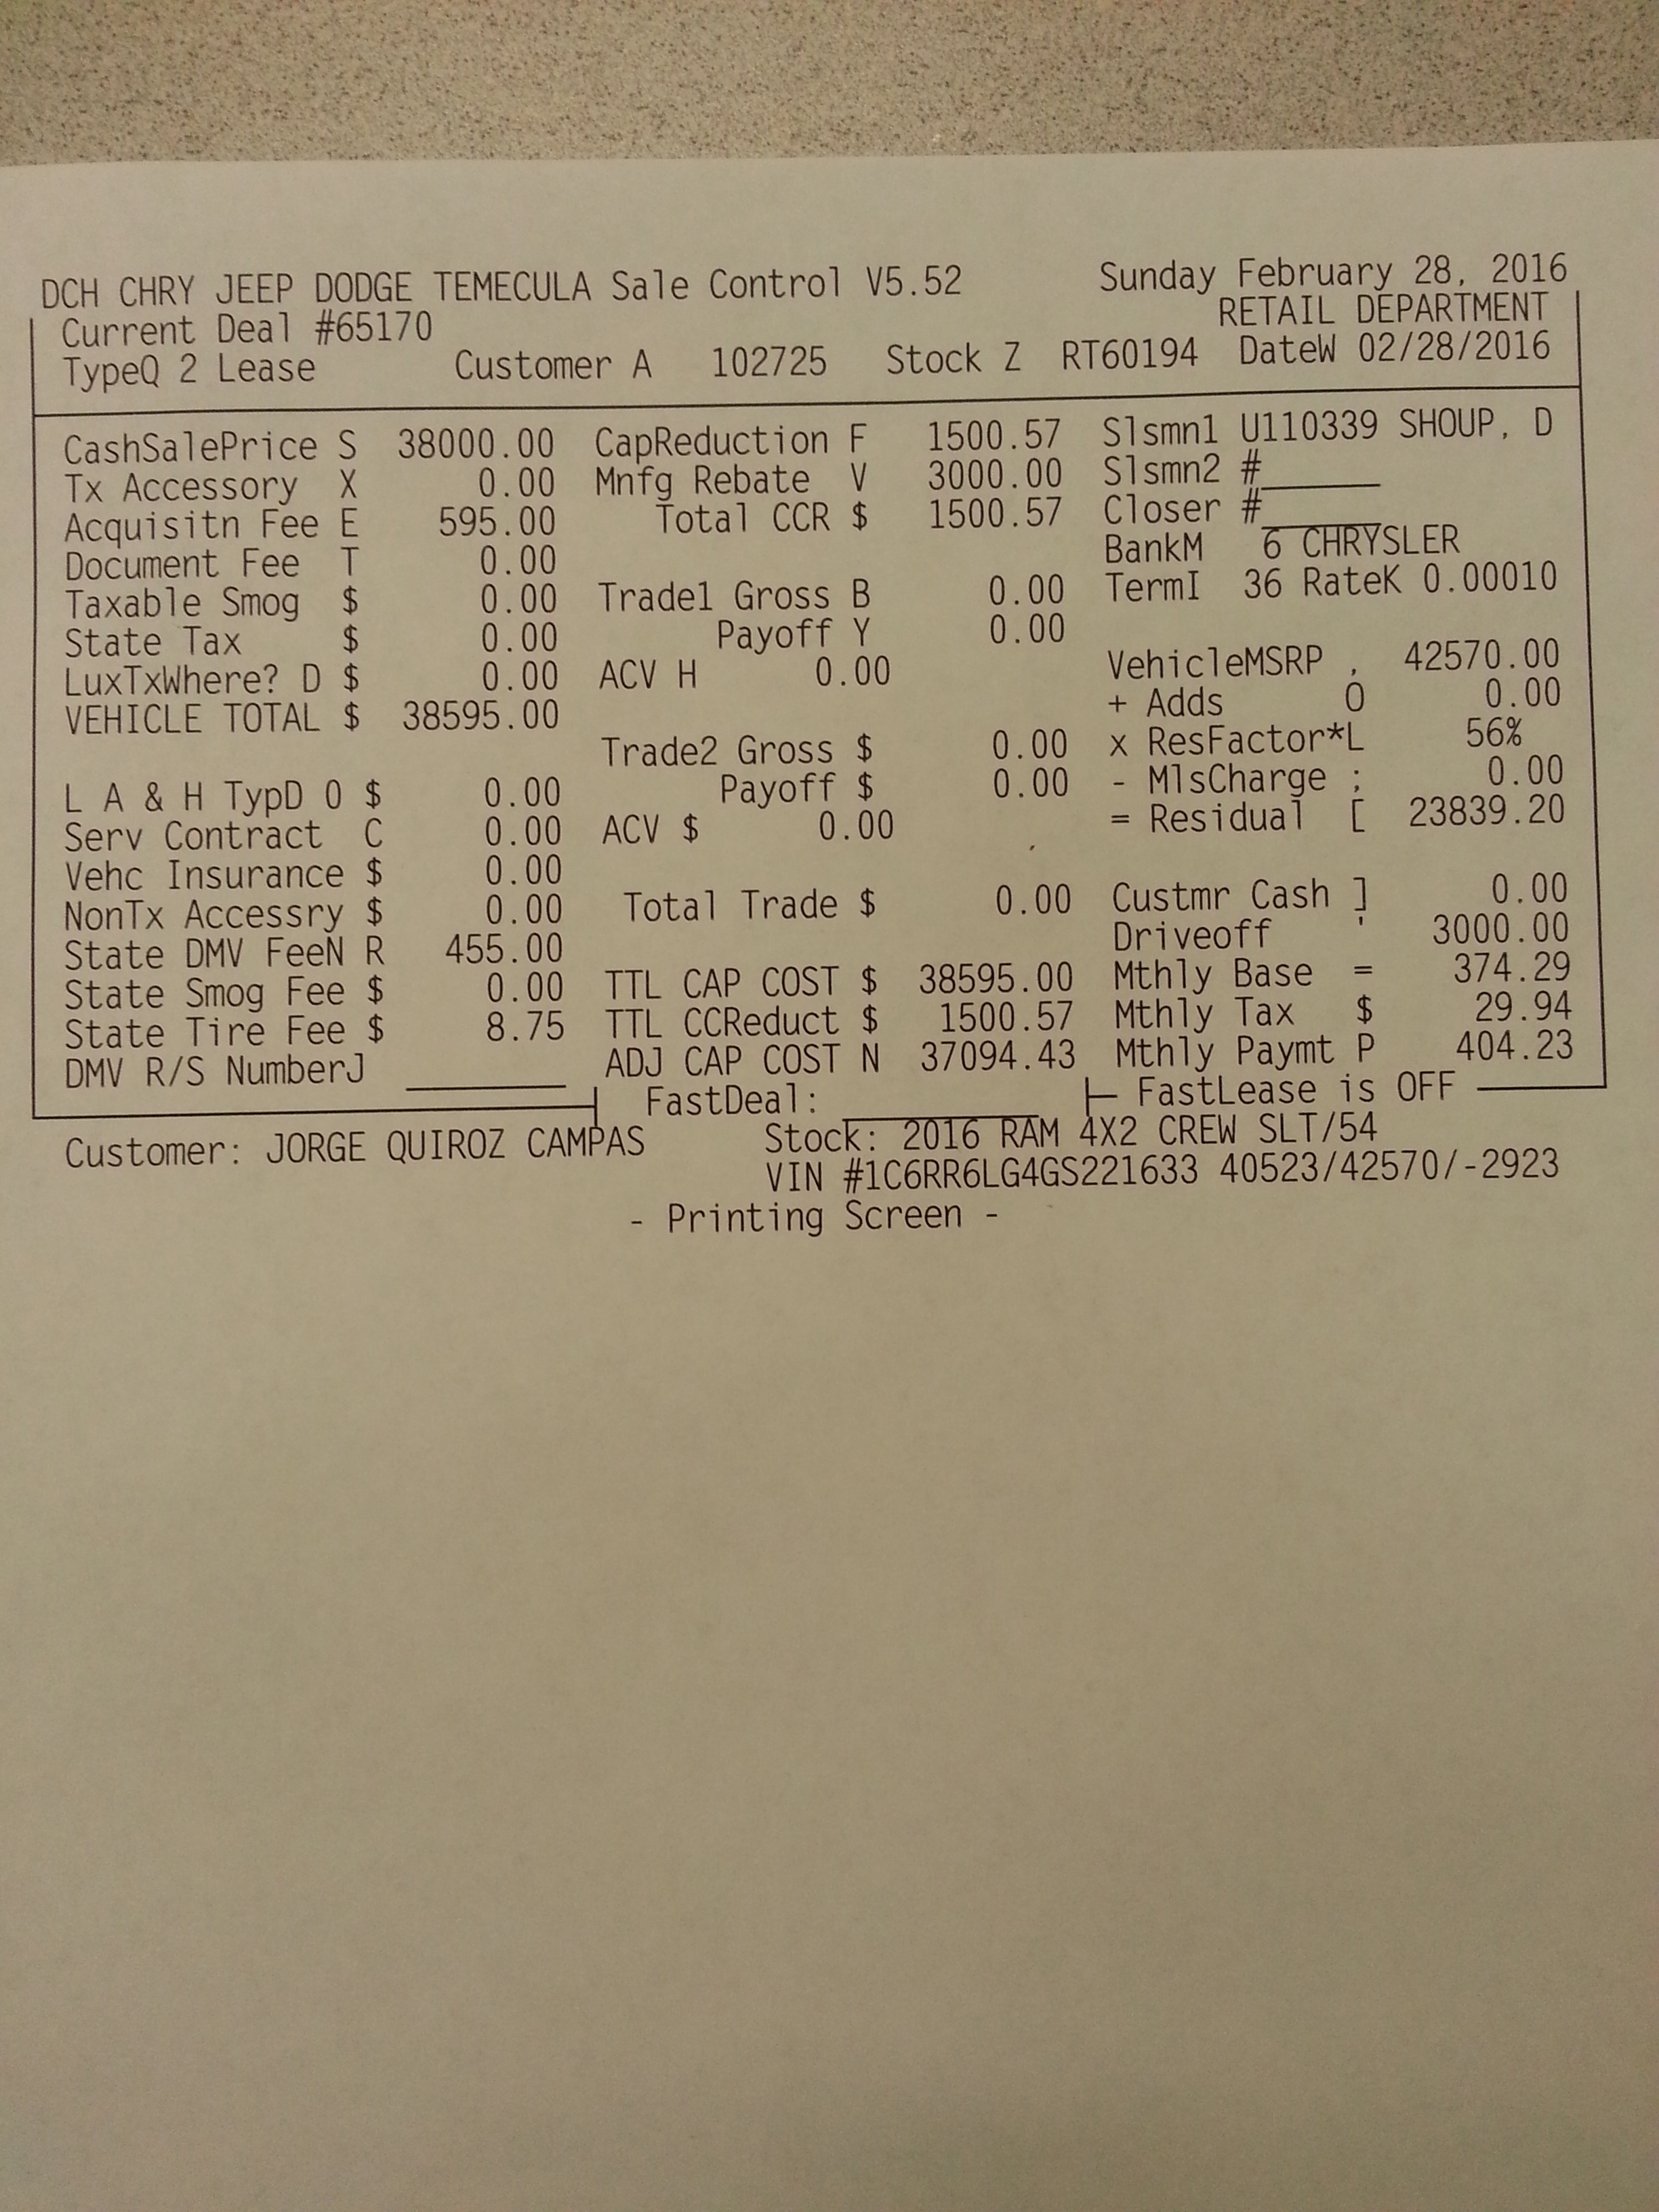 DCH CHRY JEEP DODGE TEMECULA Sale Control V5.52 Sunday February 28, 2016
Current Deal #65170 RETAIL DEPARTMENT
TypeQ 2 Lease Customer A 102725 Stock Z RT60194 DateW 02/28/2016
CashSalePrice S 38000.00 CapReduction F 1500.57 Slsmn1 U110339 SHOUP, D
Tx Accessory X 0.00 Mnfg Rebate V 3000.00 Slsmn2 #
Acquisitn Fee E 595.00 Total CCR $ 1500.57 Closer #
Document Fee T 0.00 BankM 6 CHRYSLER
Taxable Smog $ 0.00 Trade1 Gross B 0.00 TermI 36 RateK 0.00010
State Tax $ 0.00 Payoff Y 0.00
LuxTxWhere? D $ 0.00 ACV H 0.00 VehicleMSRP , 42570.00
VEHICLE TOTAL $ 38595.00 + Adds O 0.00
Trade2 Gross $ 0.00 x ResFactor*L 56%
L A & H TypD 0 $ 0.00 Payoff $ 0.00 - MlsCharge ; 0.00
Serv Contract C 0.00 ACV $ 0.00 = Residual [ 23839.20
Vehc Insurance $ 0.00
NonTx Accessry $ 0.00 Total Trade $ 0.00 Custmr Cash ] 0.00
State DMV FeeN R 455.00 Driveoff ' 3000.00
State Smog Fee $ 0.00 TTL CAP COST $ 38595.00 Mthly Base = 374.29
State Tire Fee $ 8.75 TTL CCReduct $ 1500.57 Mthly Tax $ 29.94
DMV R/S NumberJ ADJ CAP COST N 37094.43 Mthly Paymt P 404.23
FastDeal: FastLease is OFF
Customer: JORGE QUIROZ CAMPAS Stock: 2016 RAM 4X2 CREW SLT/54
VIN #1C6RR6LG4GS221633 40523/42570/-2923
- Printing Screen -